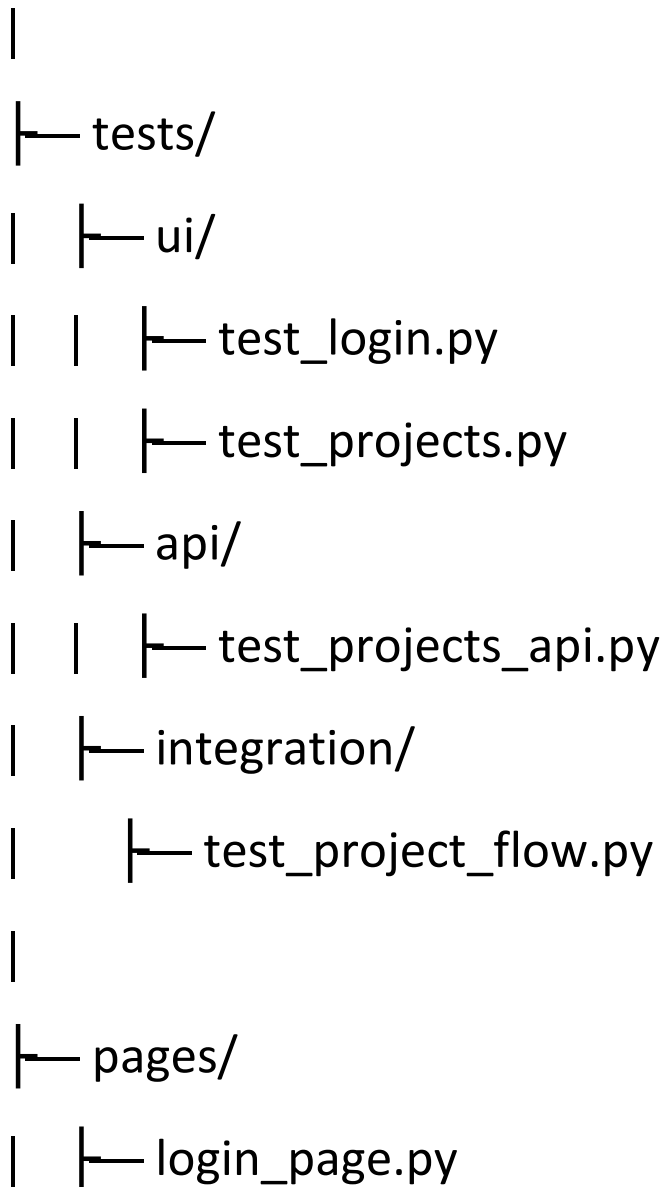 |
├── tests/
|   ├── ui/
|   |   ├── test_login.py
|   |   ├── test_projects.py
|   ├── api/
|   |   ├── test_projects_api.py
|   ├── integration/
|      ├── test_project_flow.py
|
├── pages/
|   ├── login_page.py